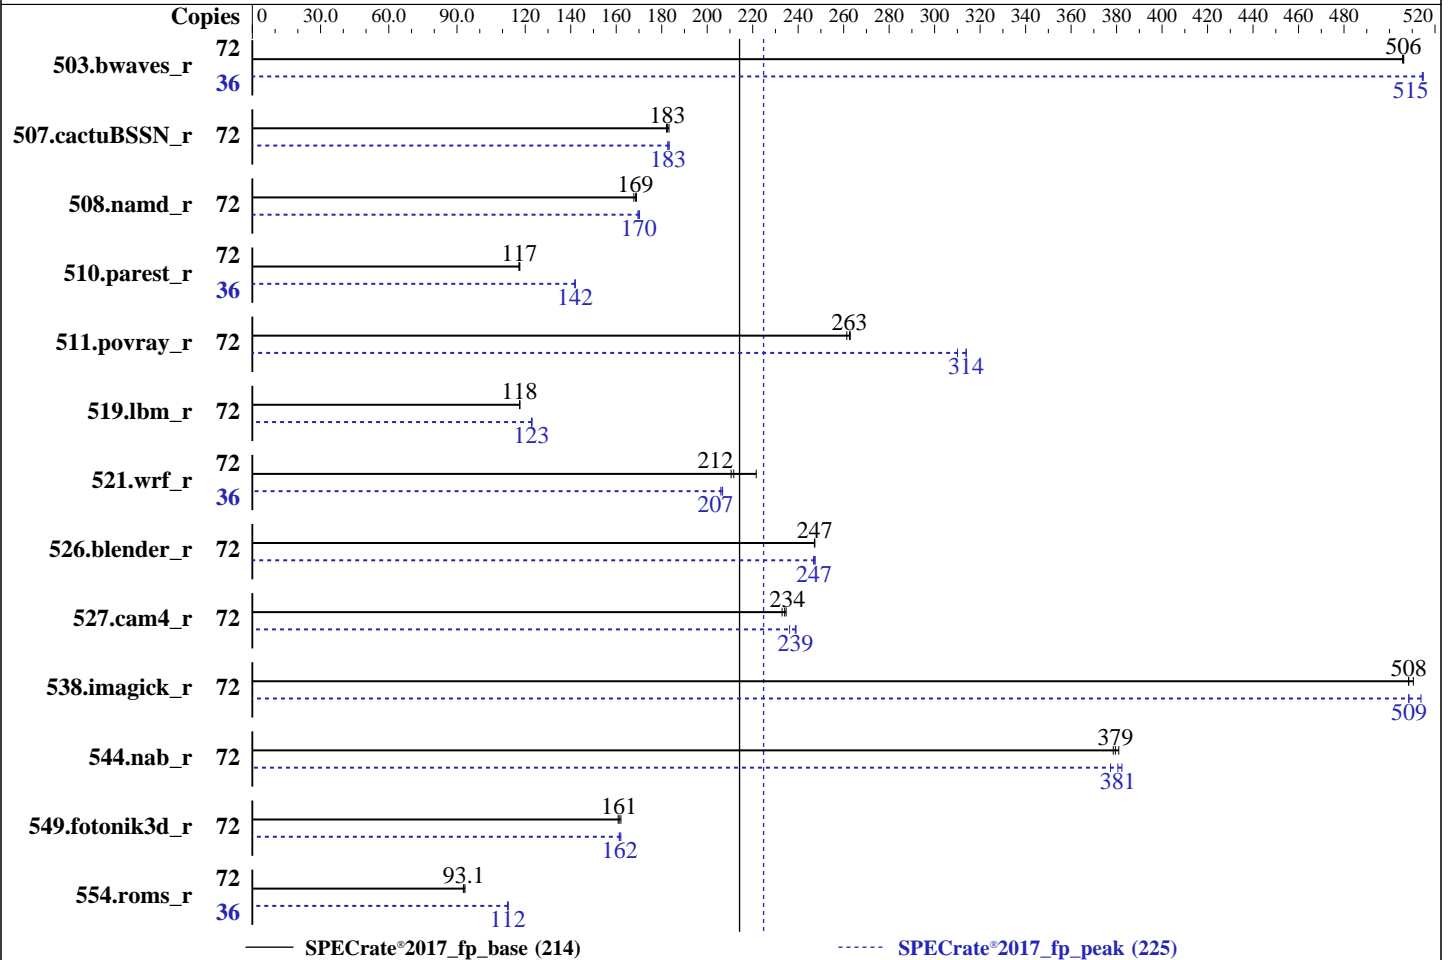 Copies 0 30.0 60.0 90.0 120 140 160 180 200 220 240 260 280 300 320 340 360 380 400 420 440 460 480 520
503.bwaves_r 72 506
36 515
507.cactuBSSN_r 72 183
183
508.namd_r 72 169
170
510.parest_r 72 117
36 142
511.povray_r 72 263
314
519.lbm_r 72 118
123
521.wrf_r 72 212
36 207
526.blender_r 72 247
247
527.cam4_r 72 234
239
538.imagick_r 72 508
509
544.nab_r 72 379
381
549.fotonik3d_r 72 161
162
554.roms_r 72 93.1
36 112
SPECrate®2017_fp_base (214) SPECrate®2017_fp_peak (225)